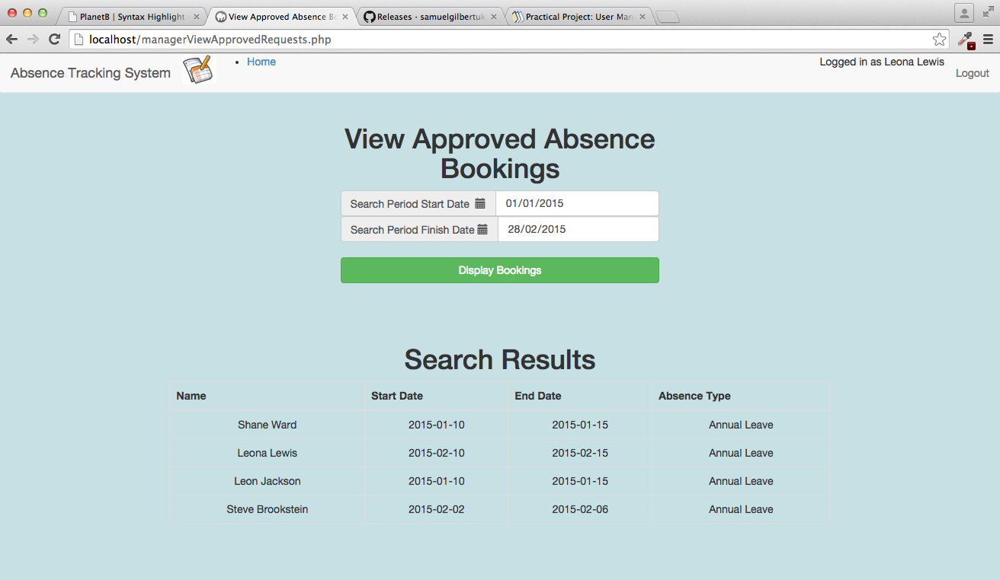 PlanetB | Syntax Highlight
View Approved Absence Bo
Releases · samuelgilbertuk
Practical Project: User Man
localhost/managerViewApprovedRequests.php
Absence Tracking System
• Home
Logged in as Leona Lewis
Logout
View Approved Absence
Bookings
Search Period Start Date 01/01/2015
Search Period Finish Date 28/02/2015
Display Bookings
Search Results
Name Start Date End Date Absence Type
Shane Ward 2015-01-10 2015-01-15 Annual Leave
Leona Lewis 2015-02-10 2015-02-15 Annual Leave
Leon Jackson 2015-01-10 2015-01-15 Annual Leave
Steve Brookstein 2015-02-02 2015-02-06 Annual Leave